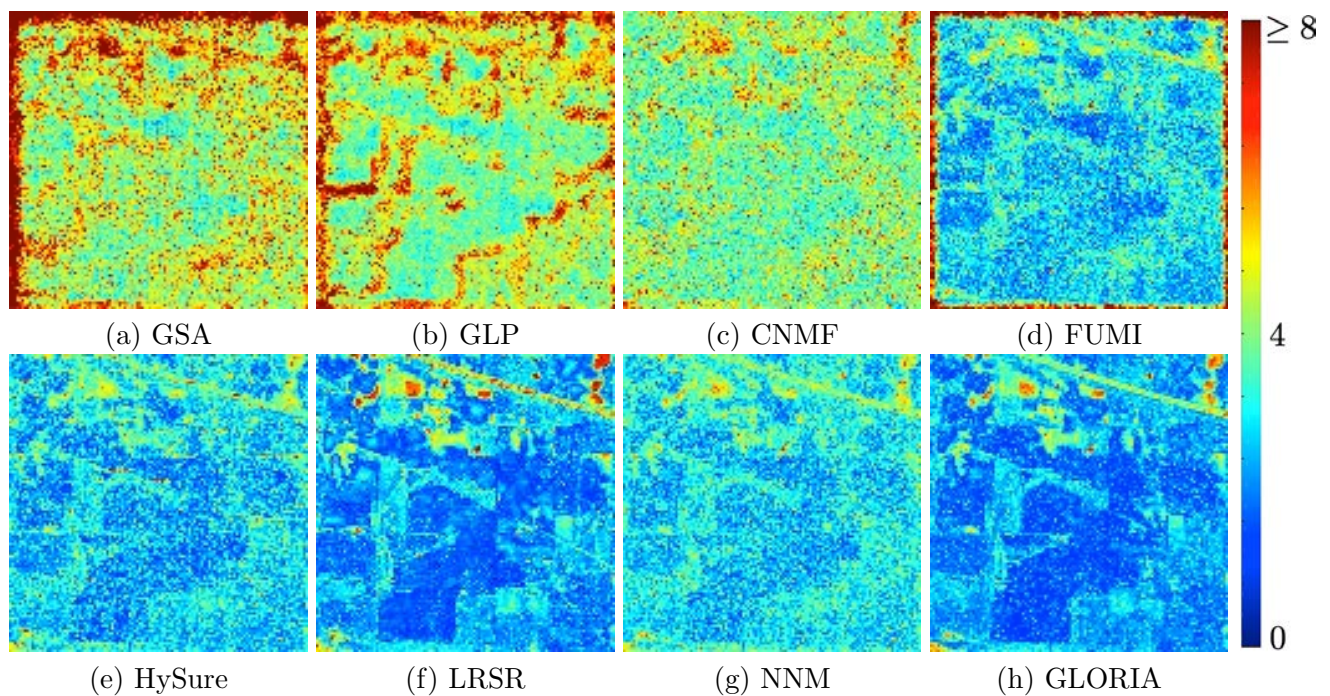 ≥ 8
(a) GSA
(b) GLP
(c) CNMF
(d) FUMI
4
(e) HySure
(f) LRSR
(g) NNM
(h) GLORIA
0